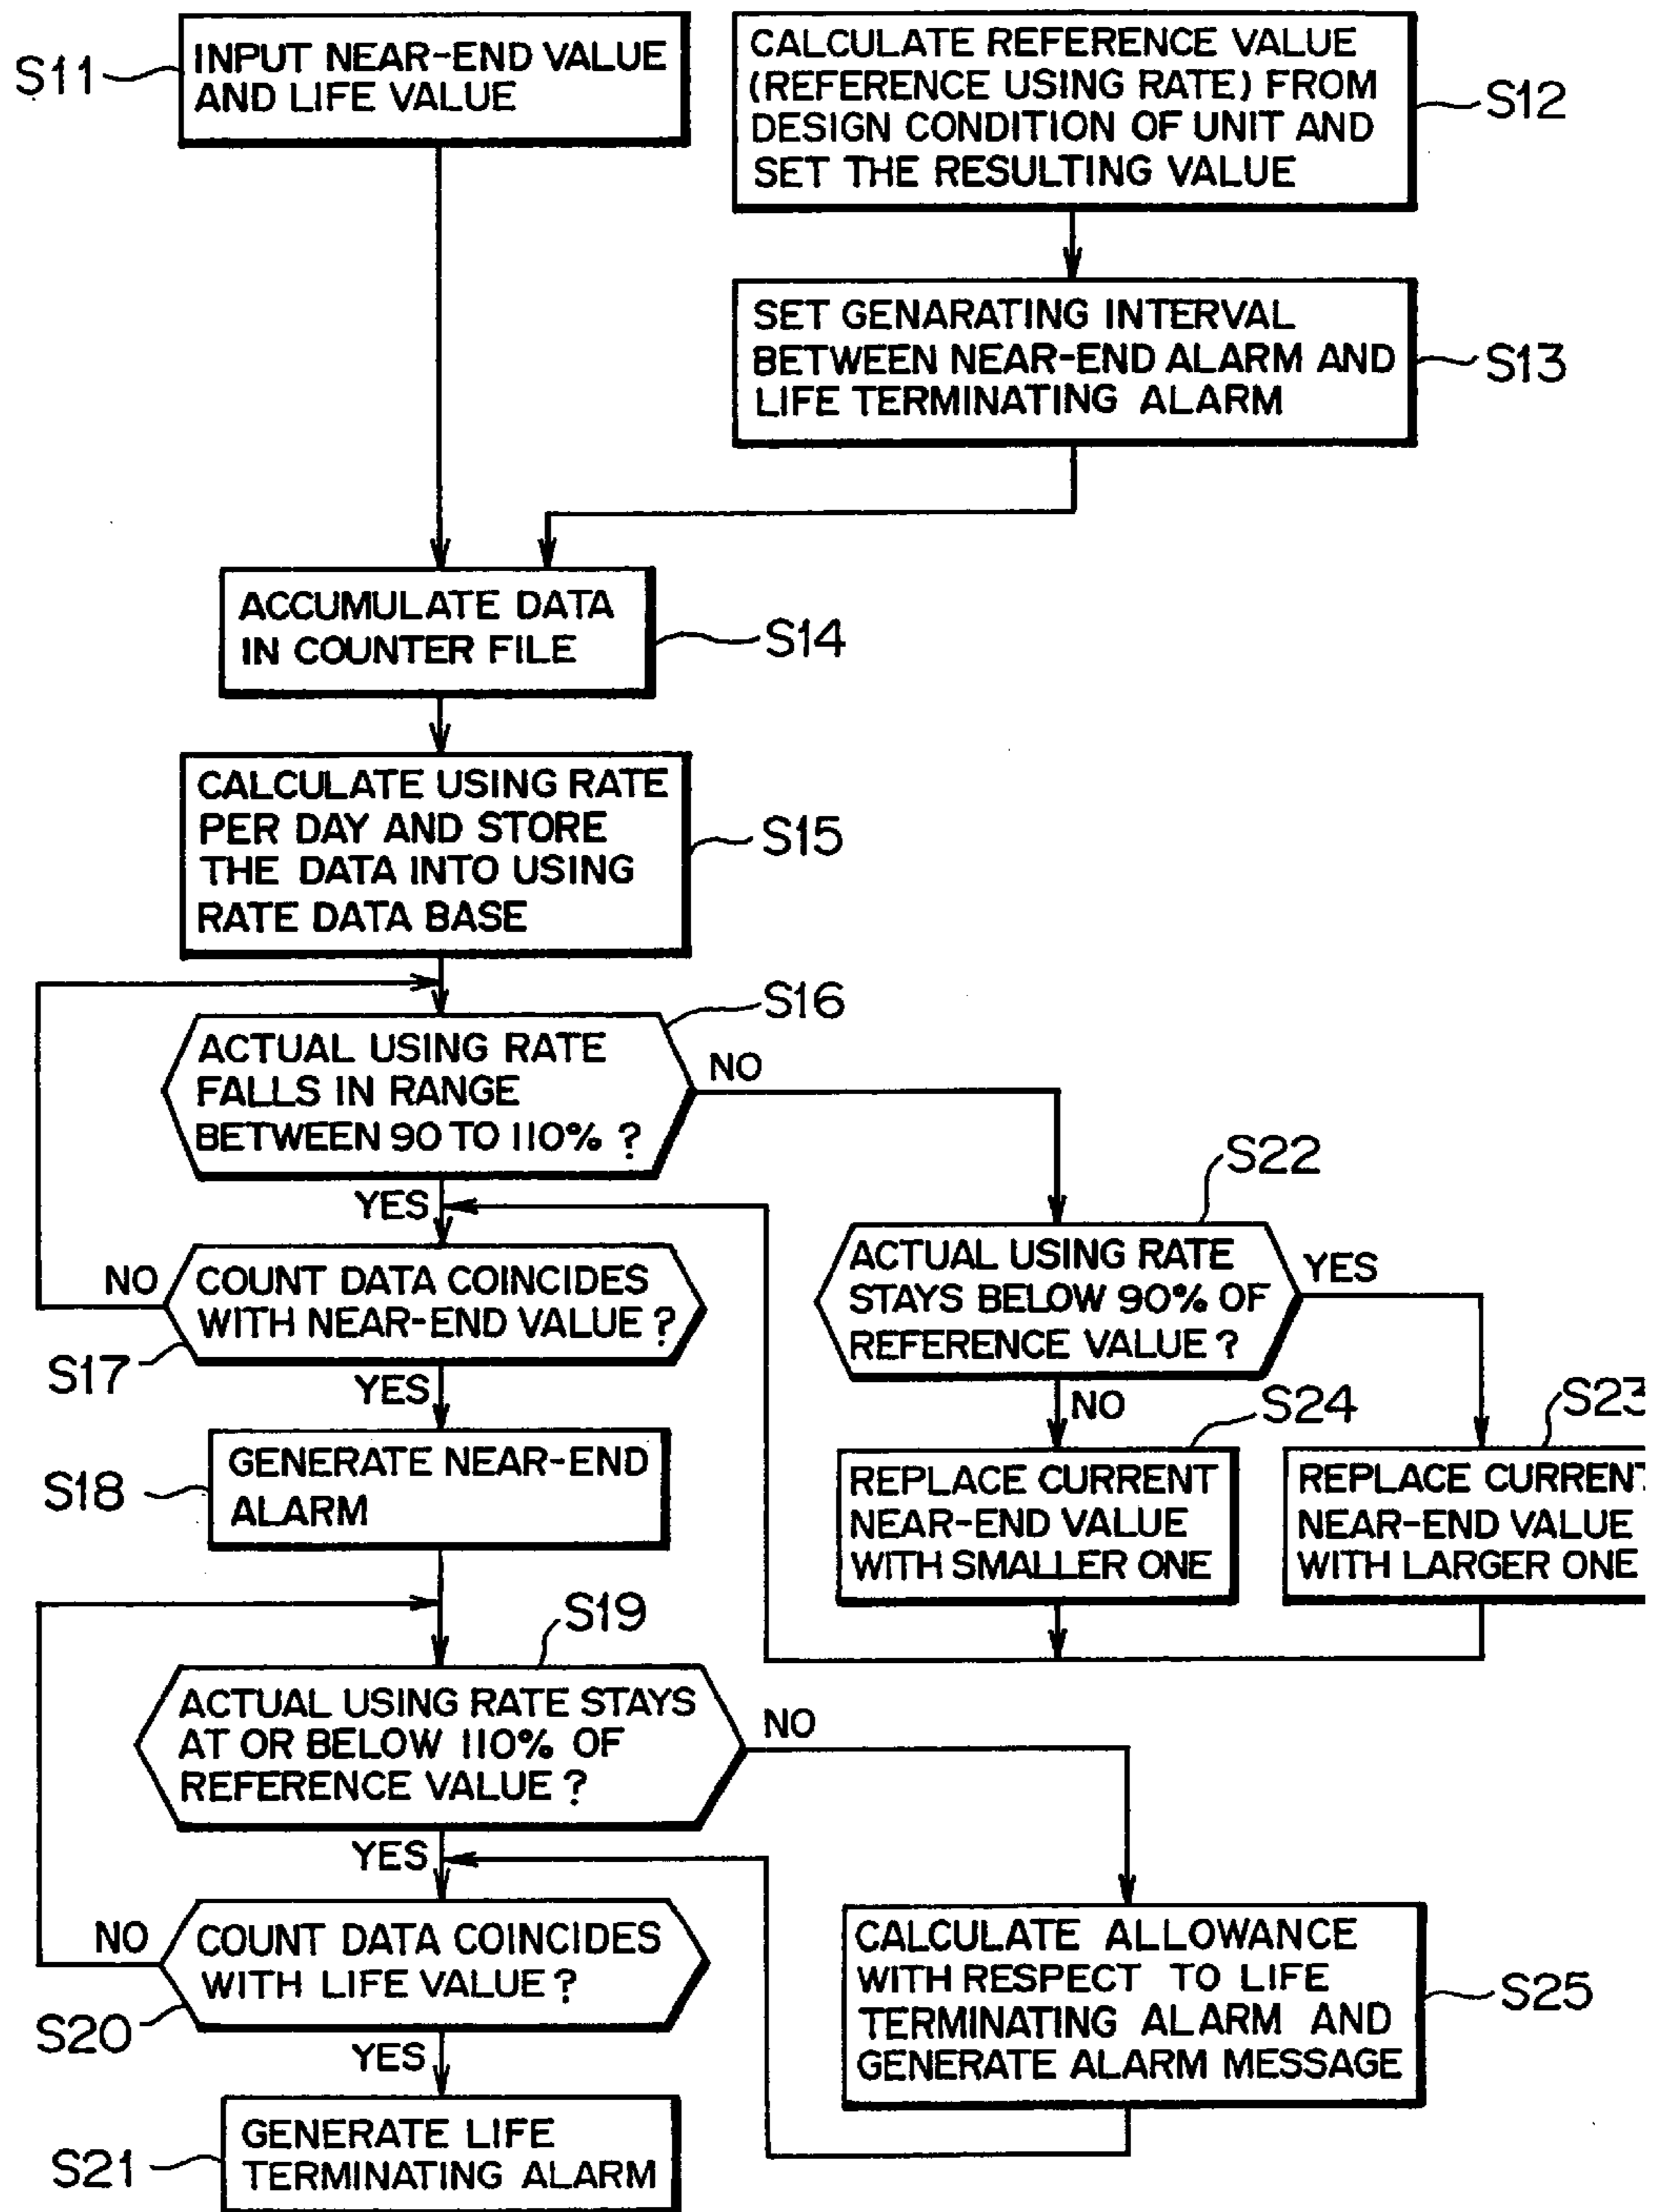 S11
INPUT NEAR-END VALUE
AND LIFE VALUE
CALCULATE REFERENCE VALUE
(REFERENCE USING RATE) FROM
DESIGN CONDITION OF UNIT AND
SET THE RESULTING VALUE
S12
SET GENARATING INTERVAL
BETWEEN NEAR-END ALARM AND
LIFE TERMINATING ALARM
S13
ACCUMULATE DATA
IN COUNTER FILE
S14
CALCULATE USING RATE
PER DAY AND STORE
THE DATA INTO USING
RATE DATA BASE
S15
S16
ACTUAL USING RATE
FALLS IN RANGE
BETWEEN 90 TO 110% ?
NO
YES
S22
ACTUAL USING RATE
STAYS BELOW 90% OF
REFERENCE VALUE ?
YES
NO
NO
COUNT DATA COINCIDES
WITH NEAR-END VALUE ?
S17
YES
S24
REPLACE CURRENT
NEAR-END VALUE
WITH SMALLER ONE
S23
REPLACE CURRENT
NEAR-END VALUE
WITH LARGER ONE
S18
GENERATE NEAR-END
ALARM
S19
ACTUAL USING RATE STAYS
AT OR BELOW 110% OF
REFERENCE VALUE ?
NO
YES
NO
COUNT DATA COINCIDES
WITH LIFE VALUE ?
S20
YES
CALCULATE ALLOWANCE
WITH RESPECT TO LIFE
TERMINATING ALARM AND
GENERATE ALARM MESSAGE
S25
S21
GENERATE LIFE
TERMINATING ALARM